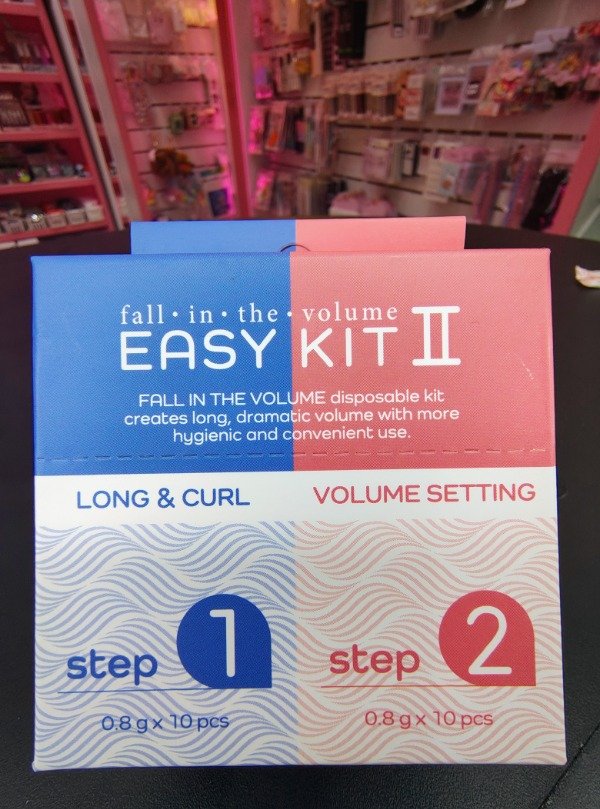 fall · in · the · volume
EASY KIT II
FALL IN THE VOLUME disposable kit
creates long, dramatic volume with more
hygienic and convenient use.
LONG & CURL
VOLUME SETTING
step 1
0.8 g x 10 pcs
step 2
0.8 g x 10 pcs